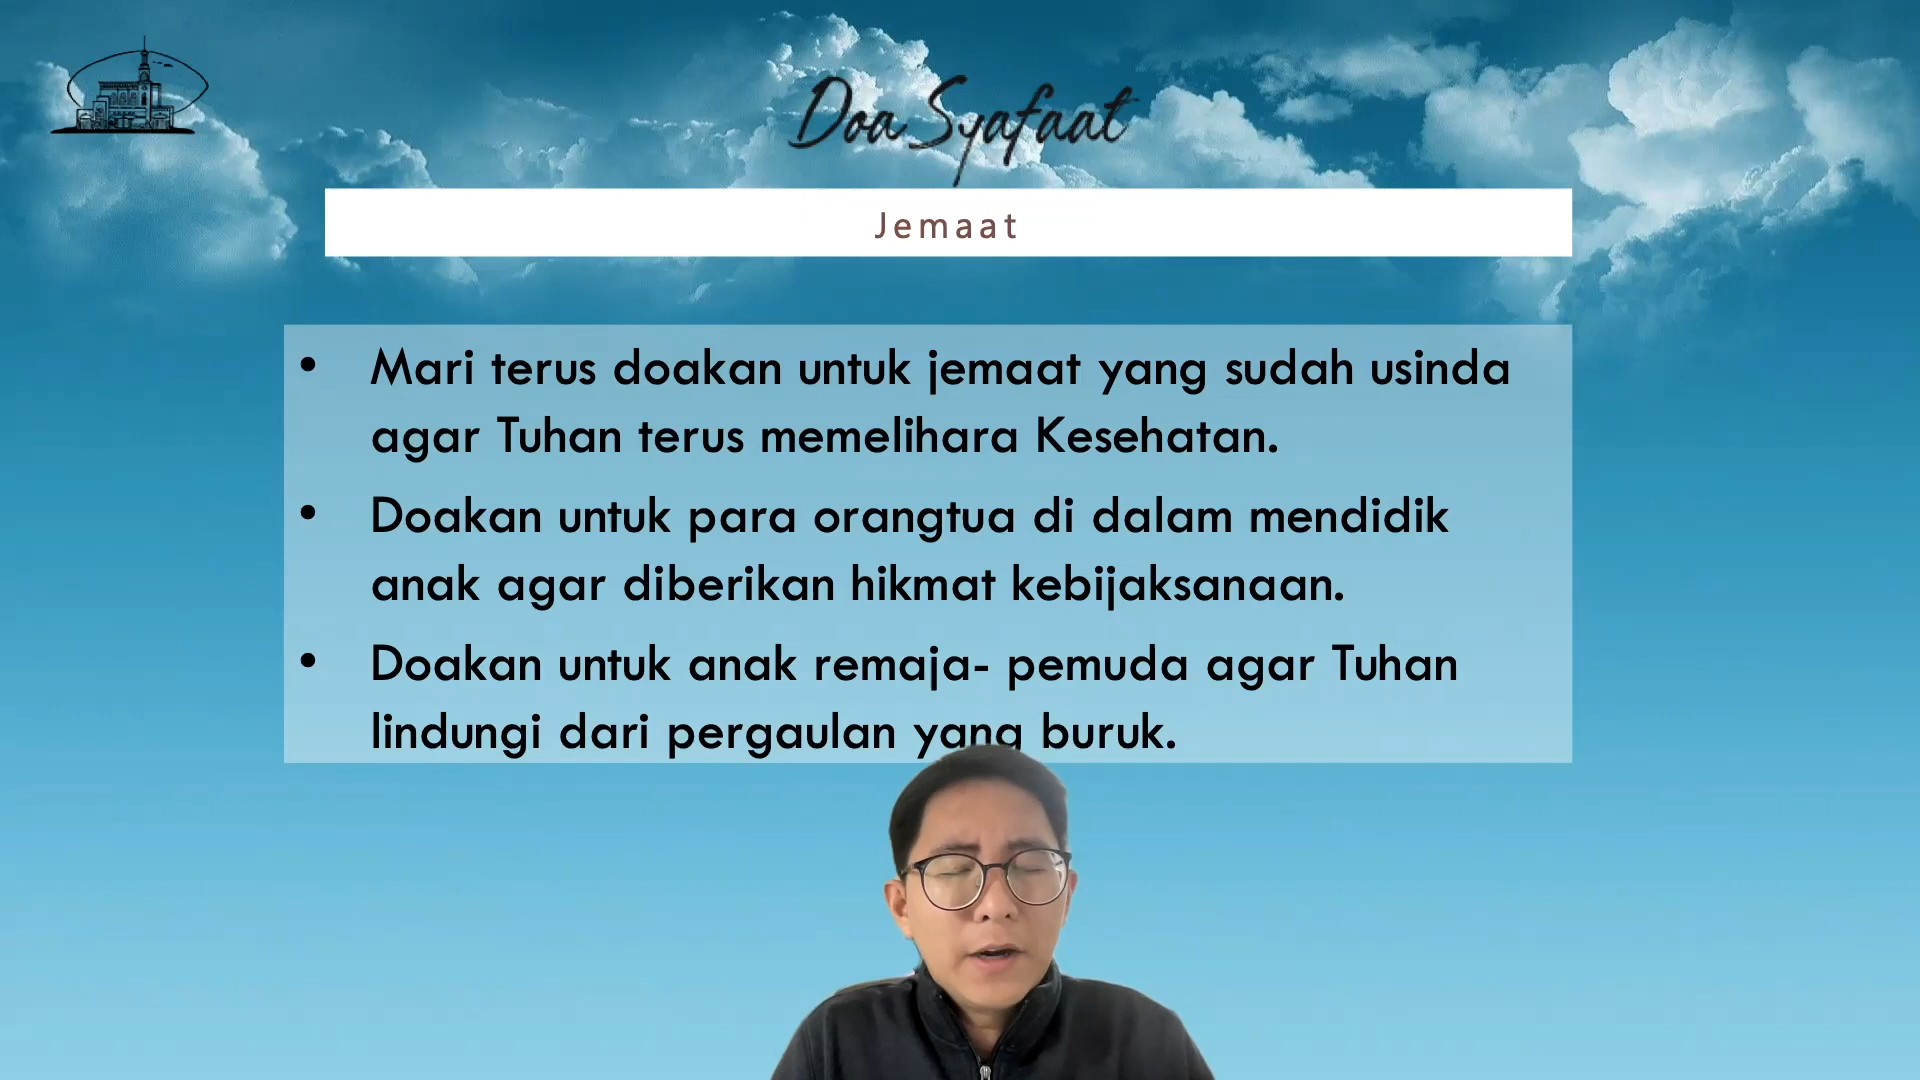 Doa Syafaat
Jemaat
• Mari terus doakan untuk jemaat yang sudah usinda
agar Tuhan terus memelihara Kesehatan.
• Doakan untuk para orangtua di dalam mendidik
anak agar diberikan hikmat kebijaksanaan.
• Doakan untuk anak remaja- pemuda agar Tuhan
lindungi dari pergaulan yang buruk.